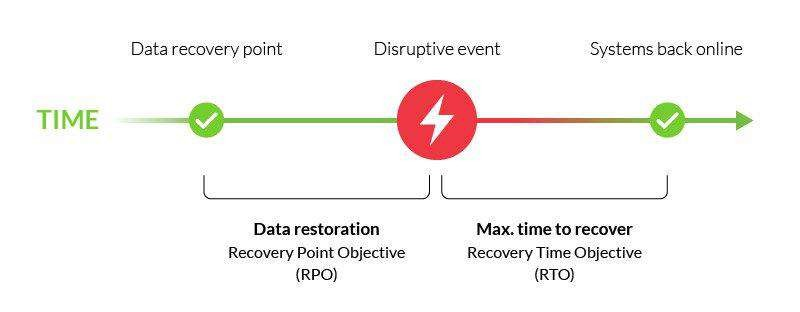 Data recovery point
Disruptive event
Systems back online
TIME
Data restoration
Recovery Point Objective
(RPO)
Max. time to recover
Recovery Time Objective
(RTO)